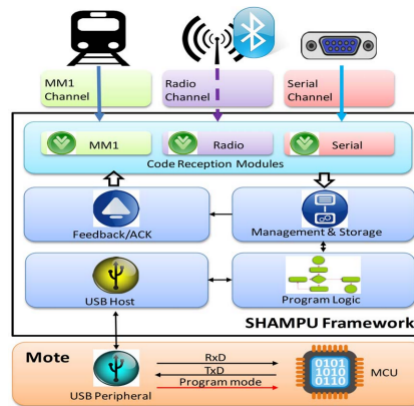 MM1
Channel
Radio
Channel
Serial
Channel
MM1
Radio
Serial
Code Reception Modules
Feedback/ACK
Management & Storage
USB Host
Program Logic
SHAMPU Framework
Mote
RxD
TxD
Program mode
USB Peripheral
0101
1010
0110
MCU